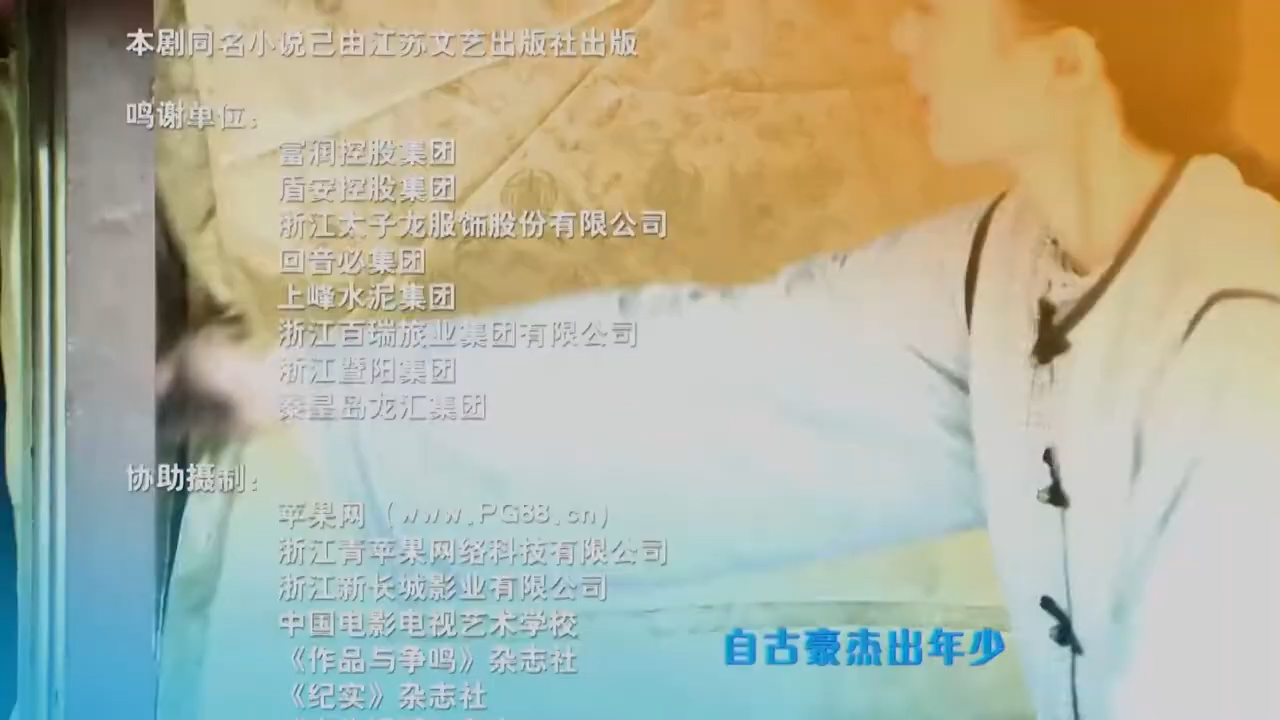 本剧同名小说已由江苏文艺出版社出版
鸣谢单位：
富润控股集团
盾安控股集团
浙江太子龙服饰股份有限公司
回音必集团
上峰水泥集团
浙江百瑞旅业集团有限公司
浙江暨阳集团
秦皇岛龙汇集团
协助摄制：
苹果网（www.PG88.cn）
浙江青苹果网络科技有限公司
浙江新长城影业有限公司
中国电影电视艺术学校
《作品与争鸣》杂志社
《纪实》杂志社
自古豪杰出年少